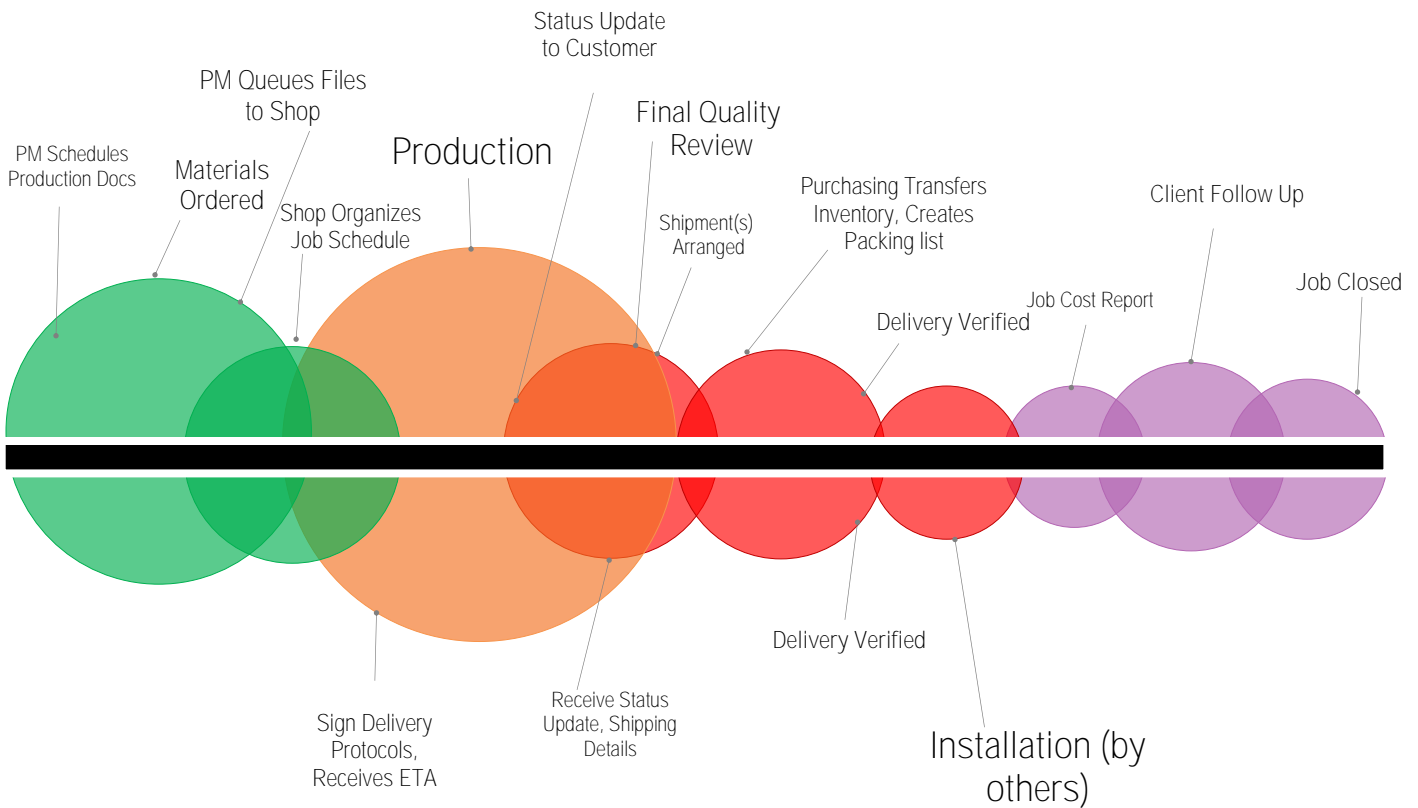 Status Update
to Customer
PM Queues Files
to Shop
Final Quality
Review
Production
PM Schedules
Production Docs
Materials
Ordered
Shop Organizes
Job Schedule
Shipment(s)
Arranged
Purchasing Transfers
Inventory, Creates
Packing list
Client Follow Up
Job Closed
Job Cost Report
Delivery Verified
Delivery Verified
Sign Delivery
Protocols,
Receives ETA
Receive Status
Update, Shipping
Details
Installation (by
others)